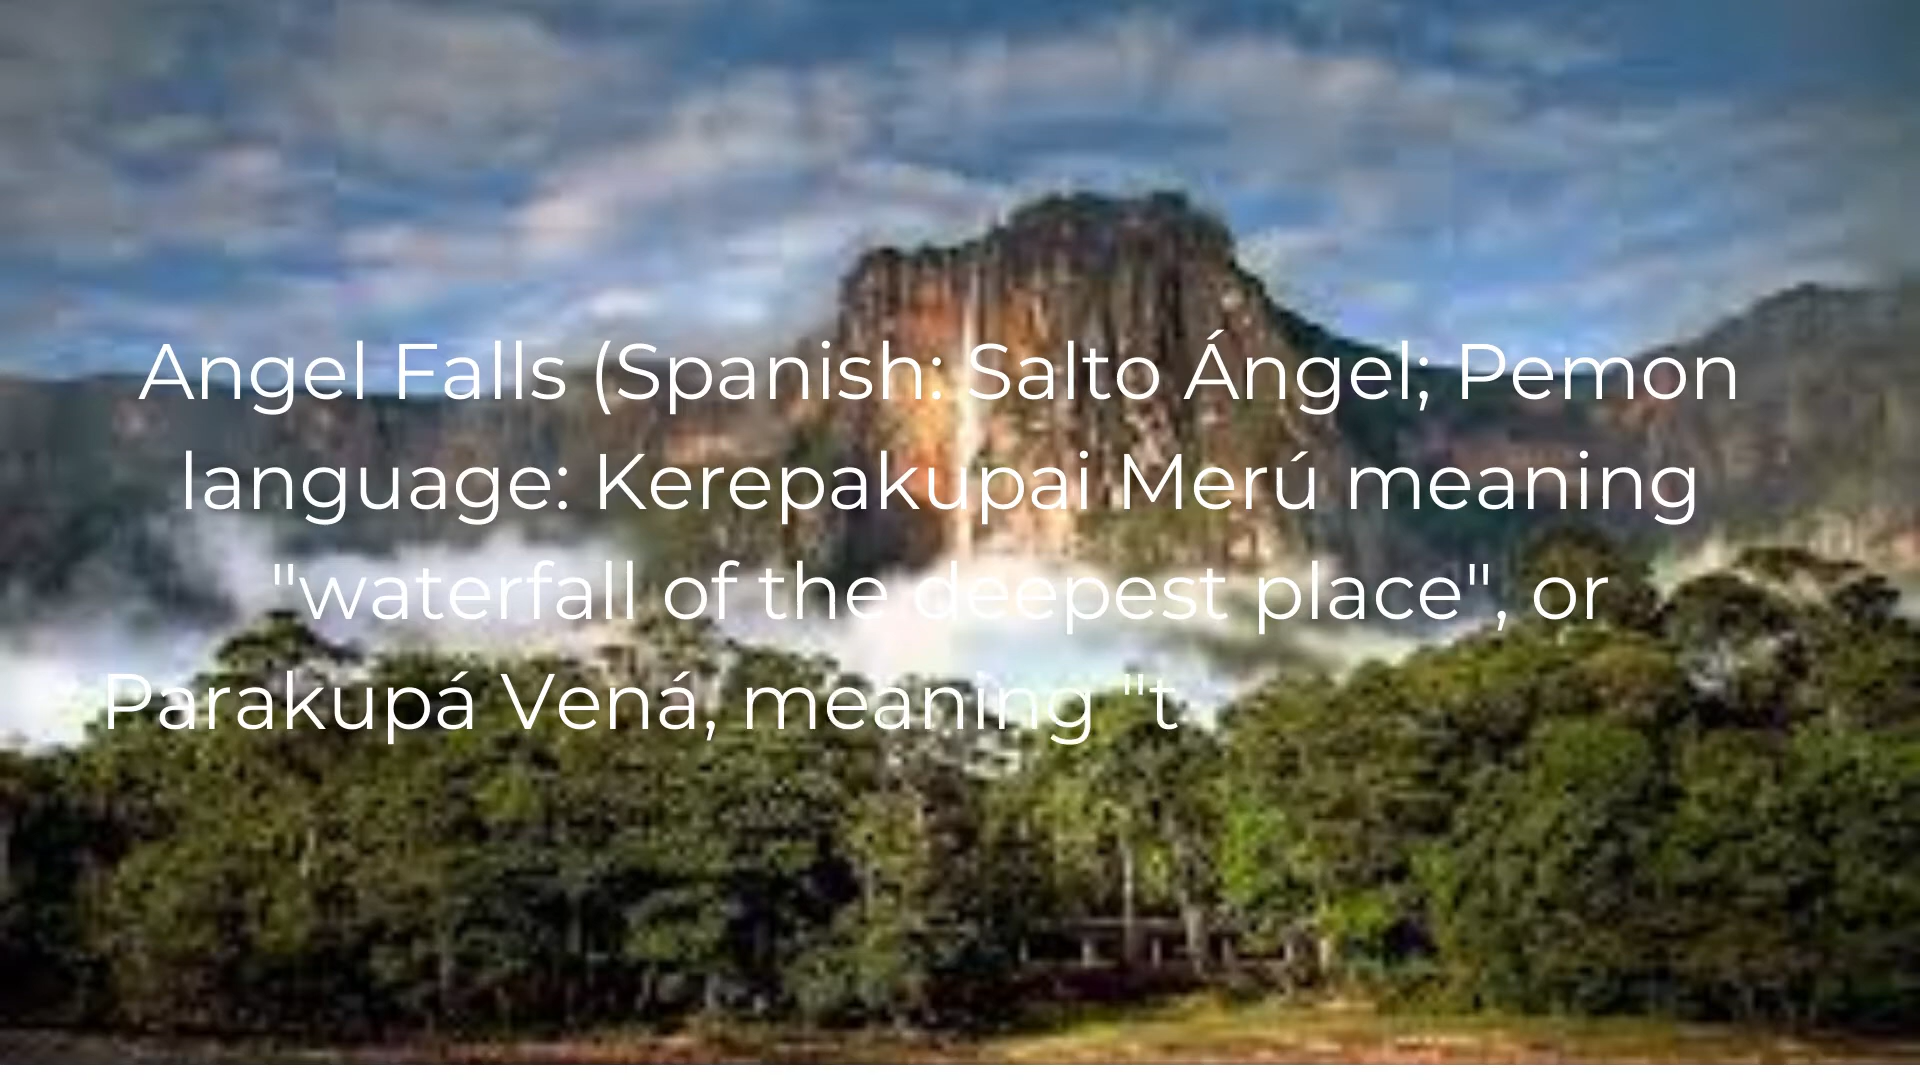 Angel Falls (Spanish: Salto Ángel; Pemon
language: Kerepakupai Merú meaning
"waterfall of the deepest place", or
Parakupá Vená, meaning "t